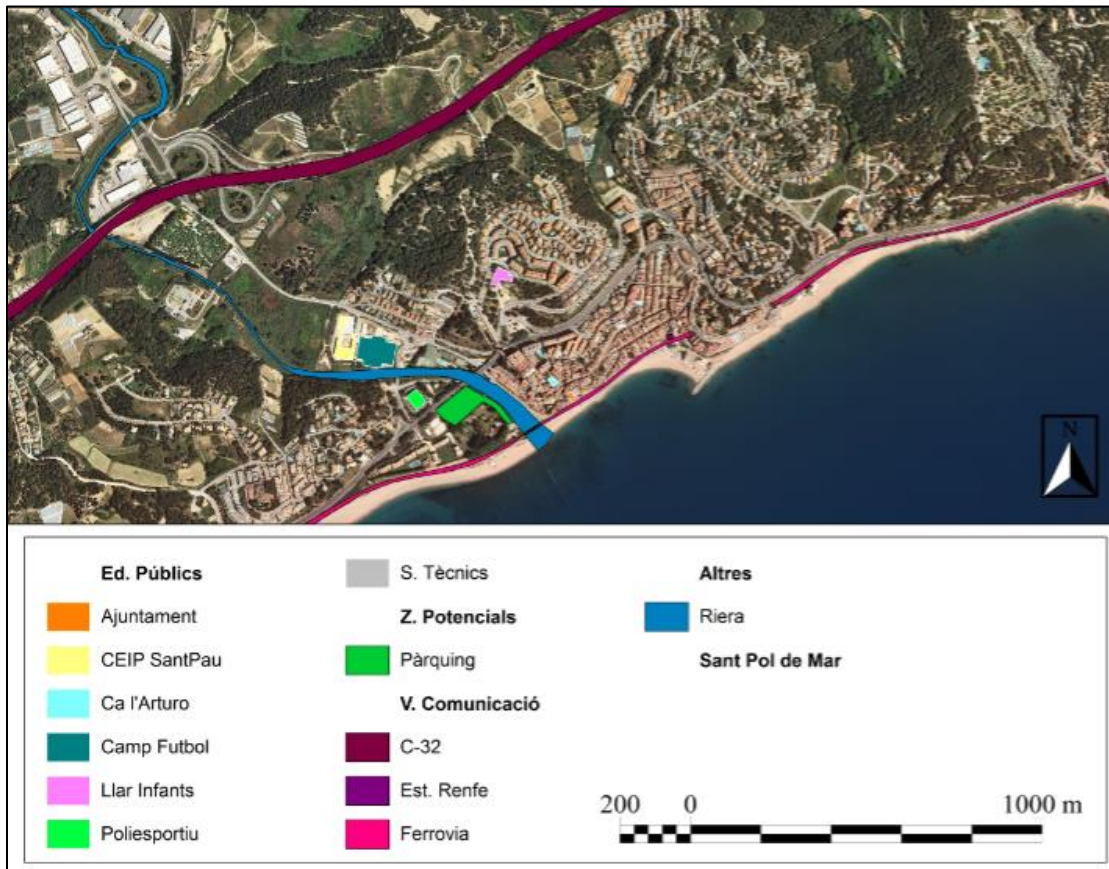 N
Ed. Públics
Ajuntament
CEIP SantPau
Ca l'Arturo
Camp Futbol
Llar Infants
Poliesportiu
S. Tècnics
Z. Potencials
Pàrquing
V. Comunicació
C-32
Est. Renfe
Ferrovia
Altres
Riera
Sant Pol de Mar
200 0 1000 m